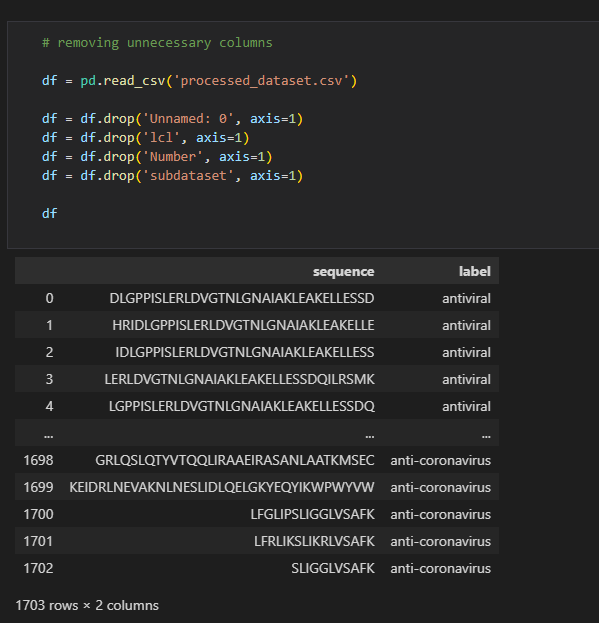 # removing unnecessary columns
df = pd.read_csv('processed_dataset.csv')
df = df.drop('Unnamed: 0', axis=1)
df = df.drop('lcl', axis=1)
df = df.drop('Number', axis=1)
df = df.drop('subdataset', axis=1)
df
sequence label
0 DLGPPISLERLDVGTNLGNAIAKLEAKELLESSD antiviral
1 HRIDLGPPISLERLDVGTNLGNAIAKLEAKELLE antiviral
2 IDLGPPISLERLDVGTNLGNAIAKLEAKELLESS antiviral
3 LERLDVGTNLGNAIAKLEAKELLESSDQILRSMK antiviral
4 LGPPISLERLDVGTNLGNAIAKLEAKELLESSDQ antiviral
... ... ...
1698 GRLQSLQTYVTQQLIRAAEIRASANLAATKMSEC anti-coronavirus
1699 KEIDRLNEVAKNLNESLIDLQELGKYEQYIKWPWYVW anti-coronavirus
1700 LFGLIPSLIGGLVSAFK anti-coronavirus
1701 LFRLIKSLIKRLVSAFK anti-coronavirus
1702 SLIGGLVSAFK anti-coronavirus
1703 rows × 2 columns